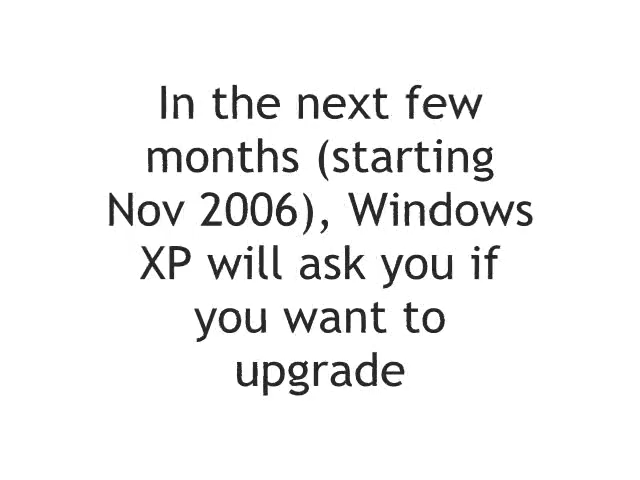 In the next few
months (starting
Nov 2006), Windows
XP will ask you if
you want to
upgrade